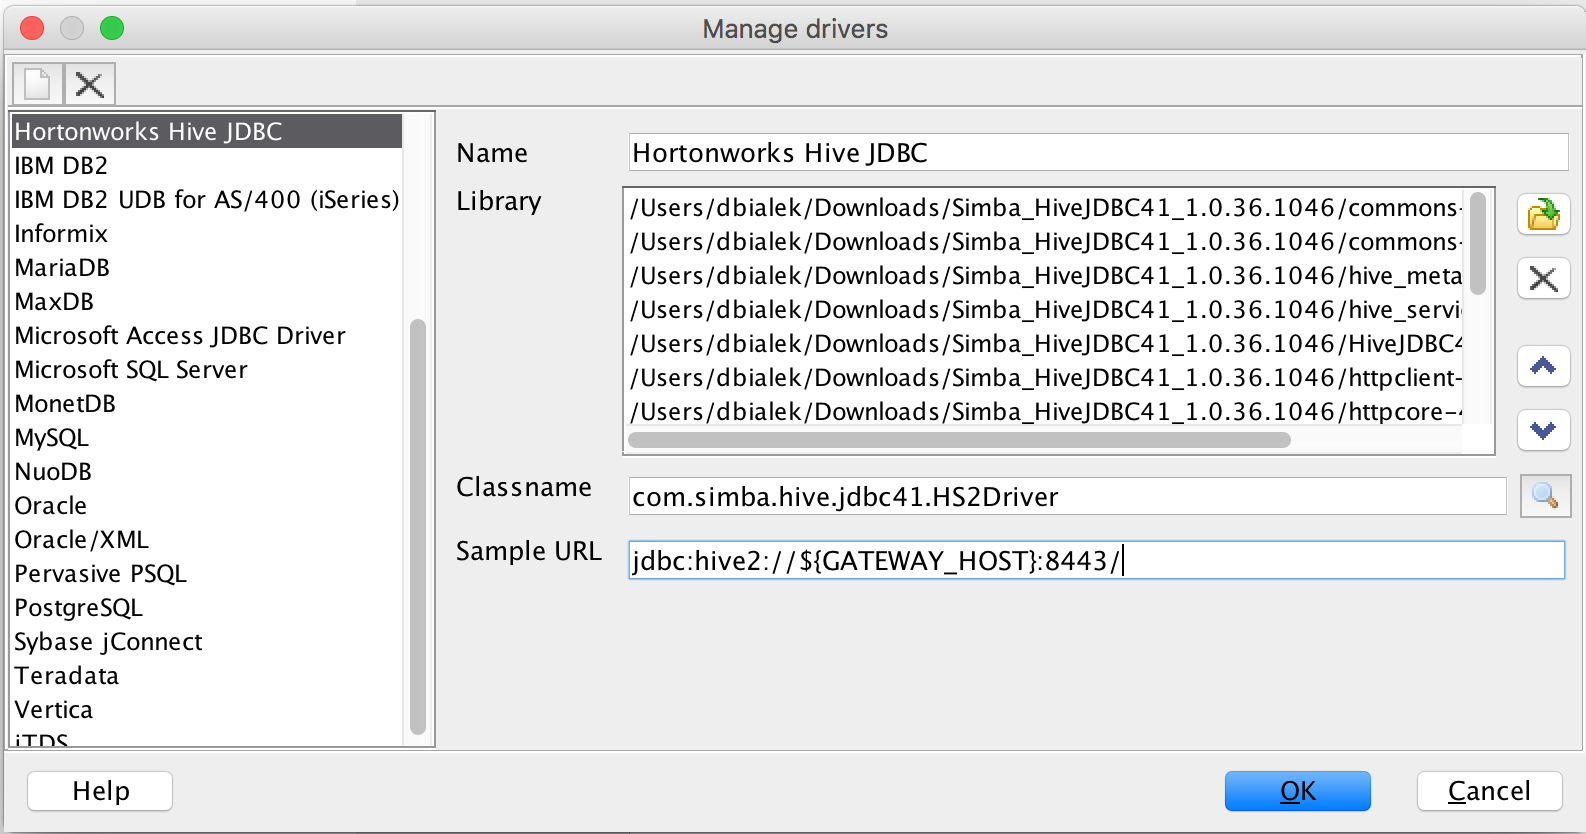 Manage drivers
Hortonworks Hive JDBC
IBM DB2
IBM DB2 UDB for AS/400 (iSeries)
Informix
MariaDB
MaxDB
Microsoft Access JDBC Driver
Microsoft SQL Server
MonetDB
MySQL
NuoDB
Oracle
Oracle/XML
Pervasive PSQL
PostgreSQL
Sybase jConnect
Teradata
Vertica
jTDS
Name
Hortonworks Hive JDBC
Library
/Users/dbialek/Downloads/Simba_HiveJDBC41_1.0.36.1046/commons-
/Users/dbialek/Downloads/Simba_HiveJDBC41_1.0.36.1046/commons-
/Users/dbialek/Downloads/Simba_HiveJDBC41_1.0.36.1046/hive_meta
/Users/dbialek/Downloads/Simba_HiveJDBC41_1.0.36.1046/hive_servi
/Users/dbialek/Downloads/Simba_HiveJDBC41_1.0.36.1046/HiveJDBC4
/Users/dbialek/Downloads/Simba_HiveJDBC41_1.0.36.1046/httpclient-
/Users/dbialek/Downloads/Simba_HiveJDBC41_1.0.36.1046/httpcore-4
Classname
com.simba.hive.jdbc41.HS2Driver
Sample URL
jdbc:hive2://${GATEWAY_HOST}:8443/
Help
OK
Cancel